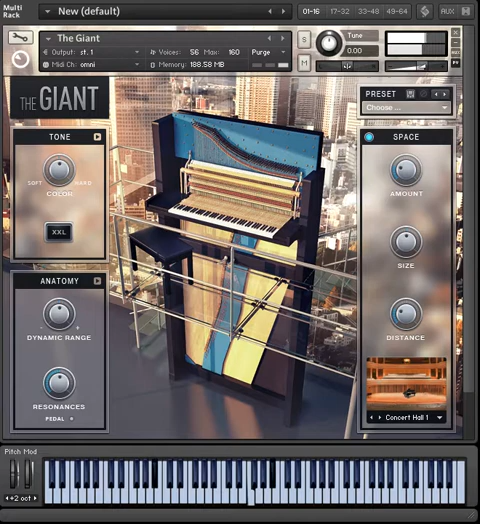 Multi Rack
New (default)
01-16 17-32 33-48 49-64 AUX
The Giant
Output: st. 1 Voices: 56 Max: 160 Purge
Midi Ch: omni Memory: 188.58 MB
S
M
Tune
0.00
THE GIANT
PRESET
Choose ...
TONE
SOFT HARD
COLOR
XXL
SPACE
AMOUNT
SIZE
DISTANCE
Concert Hall 1
ANATOMY
- +
DYNAMIC RANGE
RESONANCES
PEDAL
Pitch Mod
+2 oct